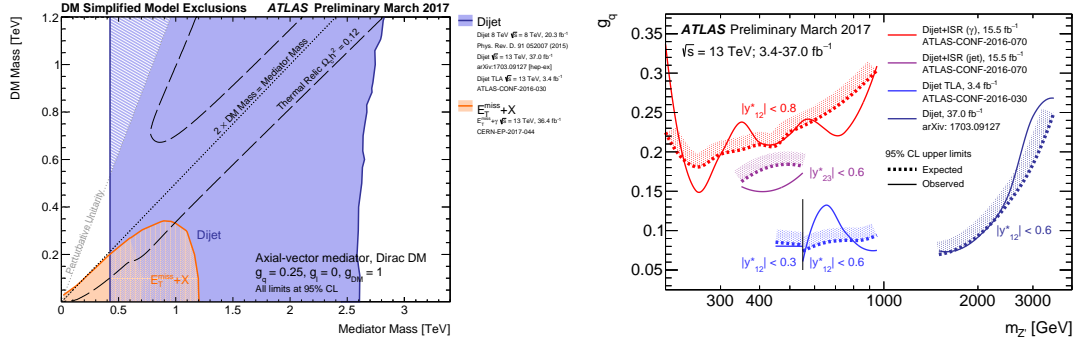 DM Simplified Model Exclusions ATLAS Preliminary March 2017
DM Mass [TeV]
1.2
1
0.8
0.6
0.4
0.2
0 0.5 1 1.5 2 2.5 3
Mediator Mass [TeV]
Perturbative Unitarity
2 × DM Mass = Mediator Mass
Thermal Relic Ωch² = 0.12
Dijet
E_T^miss+X
Axial-vector mediator, Dirac DM
g_q = 0.25, g_l = 0, g_DM = 1
All limits at 95% CL
Dijet
Dijet 8 TeV √s = 8 TeV, 20.3 fb⁻¹
Phys. Rev. D. 91 052007 (2015)
Dijet √s = 13 TeV, 37.0 fb⁻¹
arXiv:1703.09127 [hep-ex]
Dijet TLA √s = 13 TeV, 3.4 fb⁻¹
ATLAS-CONF-2016-030
E_T^miss+X
E_T^miss+γ √s = 13 TeV, 36.4 fb⁻¹
CERN-EP-2017-044
g_q
0.35
0.3
0.25
0.2
0.15
0.1
0.05
ATLAS Preliminary March 2017
√s = 13 TeV; 3.4-37.0 fb⁻¹
Dijet+ISR (γ), 15.5 fb⁻¹
ATLAS-CONF-2016-070
Dijet+ISR (jet), 15.5 fb⁻¹
ATLAS-CONF-2016-070
Dijet TLA, 3.4 fb⁻¹
ATLAS-CONF-2016-030
Dijet, 37.0 fb⁻¹
arXiv: 1703.09127
95% CL upper limits
Expected
Observed
|y*₁₂| < 0.8
|y*₂₃| < 0.6
|y*₁₂| < 0.3
|y*₁₂| < 0.6
|y*₁₂| < 0.6
300 400 1000 2000 3000
m_Z' [GeV]